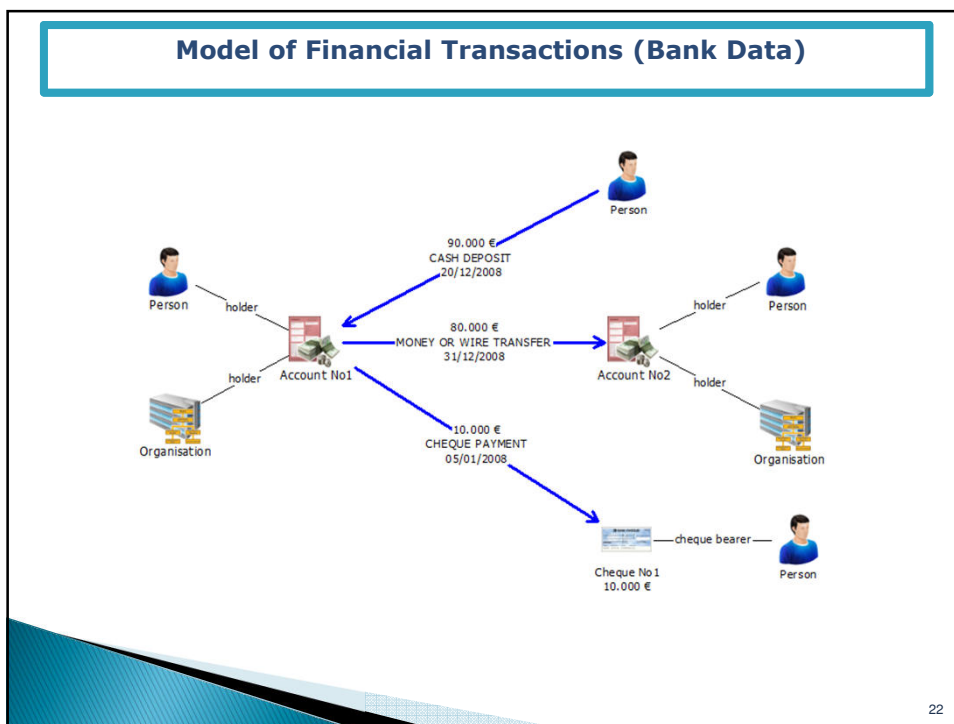 Model of Financial Transactions (Bank Data)
Person
90.000 €
CASH DEPOSIT
20/12/2008
Person
holder
Person
holder
80.000 €
MONEY OR WIRE TRANSFER
31/12/2008
Account No1
Account No2
holder
holder
Organisation
Organisation
10.000 €
CHEQUE PAYMENT
05/01/2008
cheque bearer
Cheque No1
10.000 €
Person
22